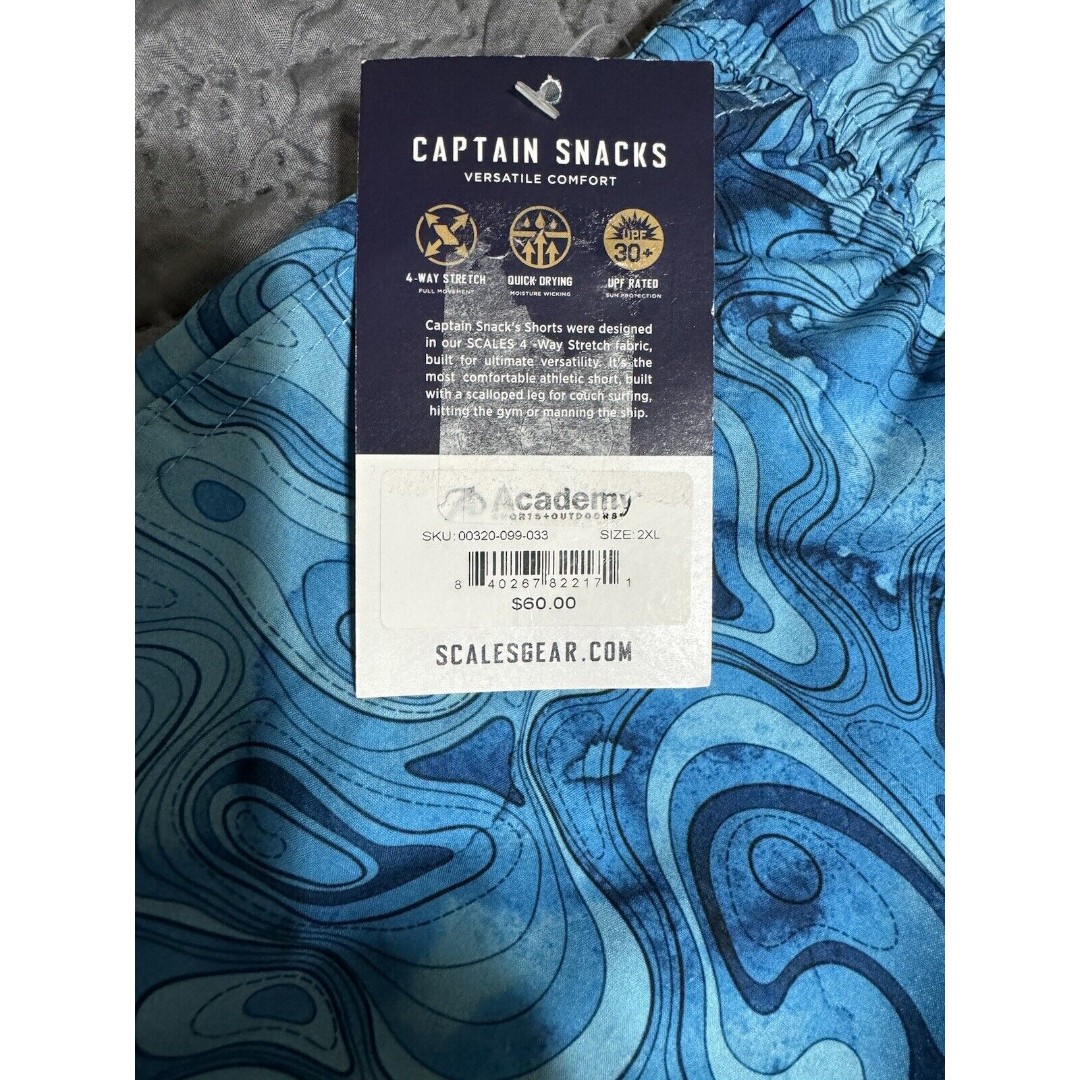 CAPTAIN SNACKS
VERSATILE COMFORT
UPF
30+
4-WAY STRETCH QUICK DRYING UPF RATED
FULL MOVEMENT MOISTURE WICKING SUN PROTECTION
Captain Snack's Shorts were designed
in our SCALES 4 -Way Stretch fabric,
built for ultimate versatility. It's the
most comfortable athletic short, built
with a scalloped leg for couch surfing,
hitting the gym or manning the ship.
Academy
SPORTS+OUTDOORS
SKU: 00320-099-033 SIZE: 2XL
8 40267 82217 1
$60.00
SCALESGEAR.COM